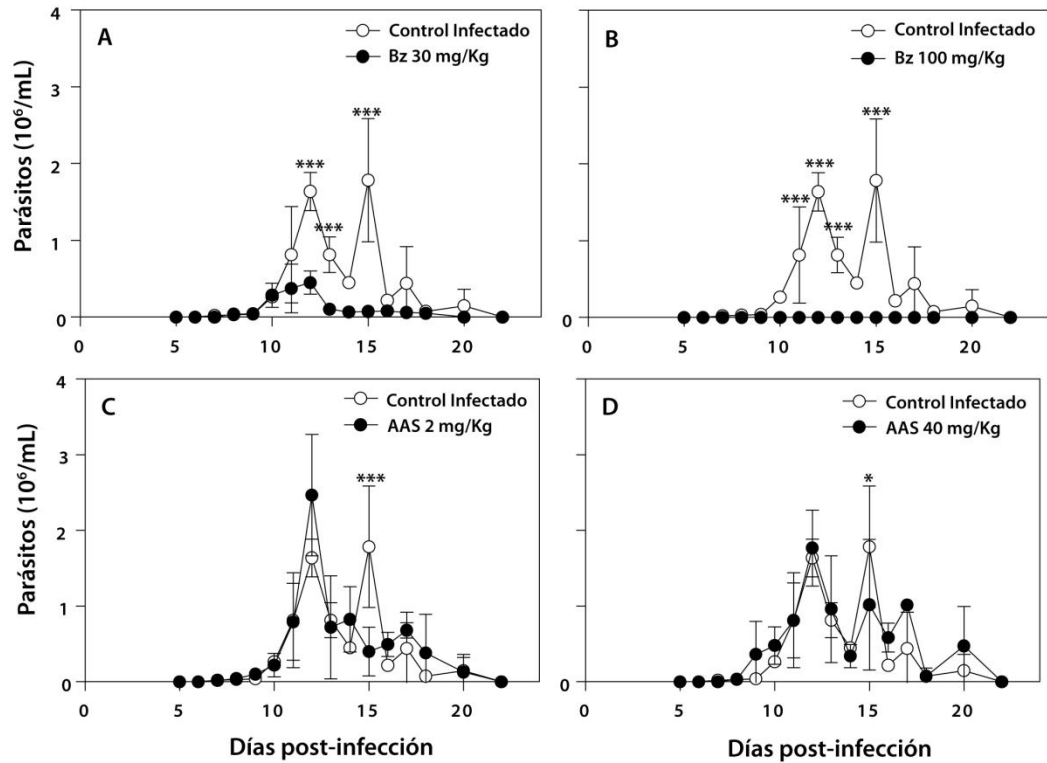 A
Control Infectado
Bz 30 mg/Kg
Parásitos (10⁶/mL)
4
3
2
1
0
***
***
***
0 5 10 15 20
B
Control Infectado
Bz 100 mg/Kg
***
***
***
***
0 5 10 15 20
C
Control Infectado
AAS 2 mg/Kg
Parásitos (10⁶/mL)
4
3
2
1
0
***
0 5 10 15 20
Días post-infección
D
Control Infectado
AAS 40 mg/Kg
*
0 5 10 15 20
Días post-infección